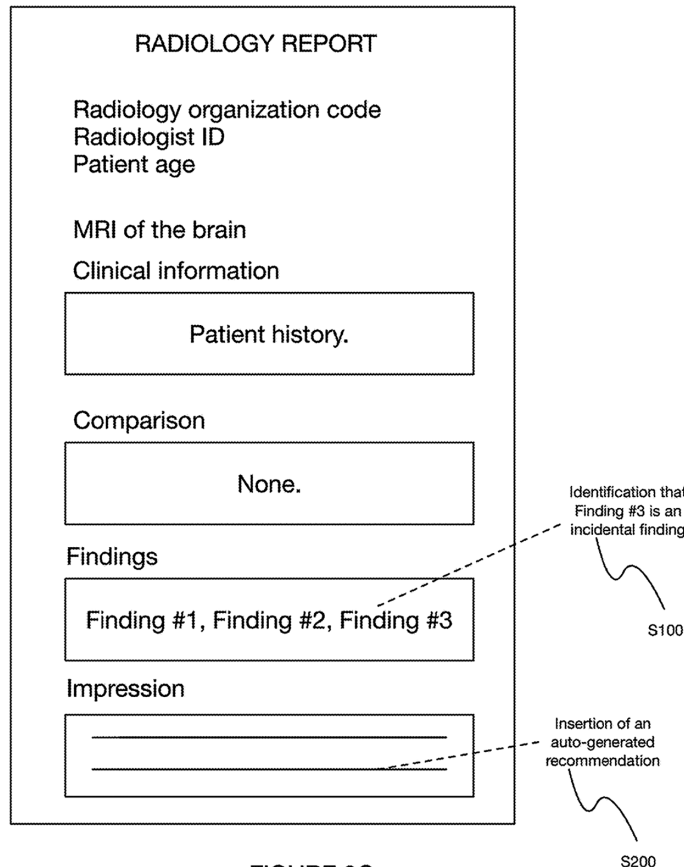 RADIOLOGY REPORT
Radiology organization code
Radiologist ID
Patient age
MRI of the brain
Clinical information
Patient history.
Comparison
None.
Identification that
Finding #3 is an
incidental finding
S100
Findings
Finding #1, Finding #2, Finding #3
Impression
Insertion of an
auto-generated
recommendation
S200